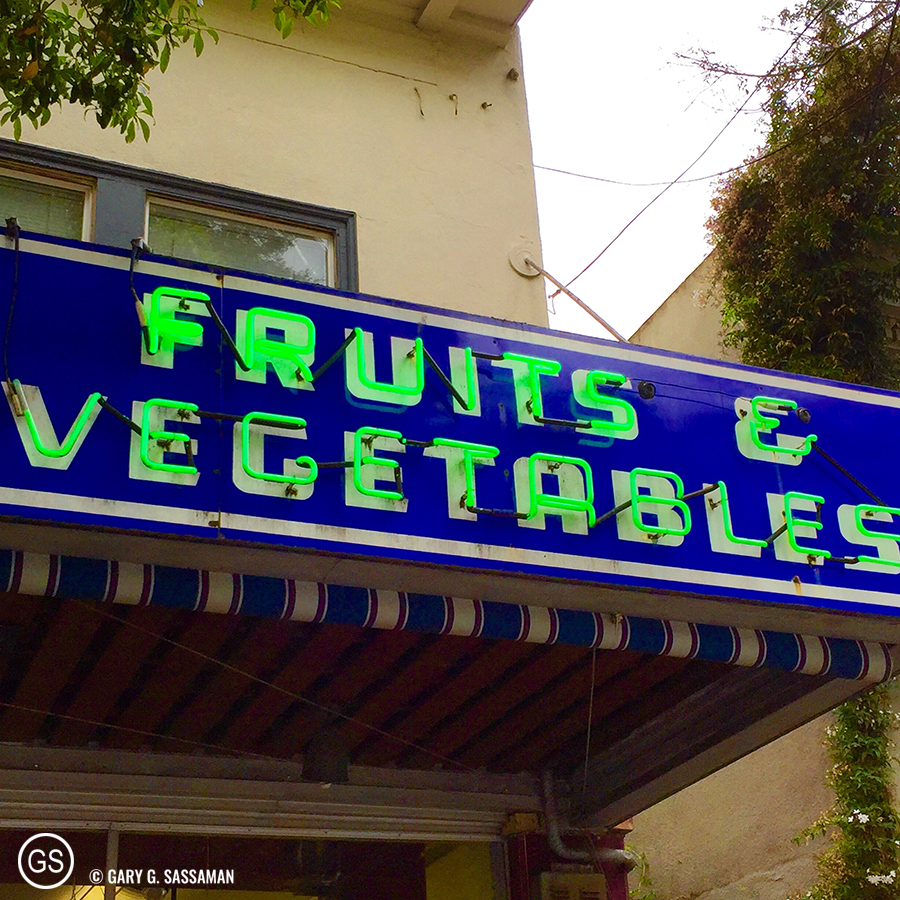 FRUITS &
VEGETABLES
GS
© GARY G. SASSAMAN